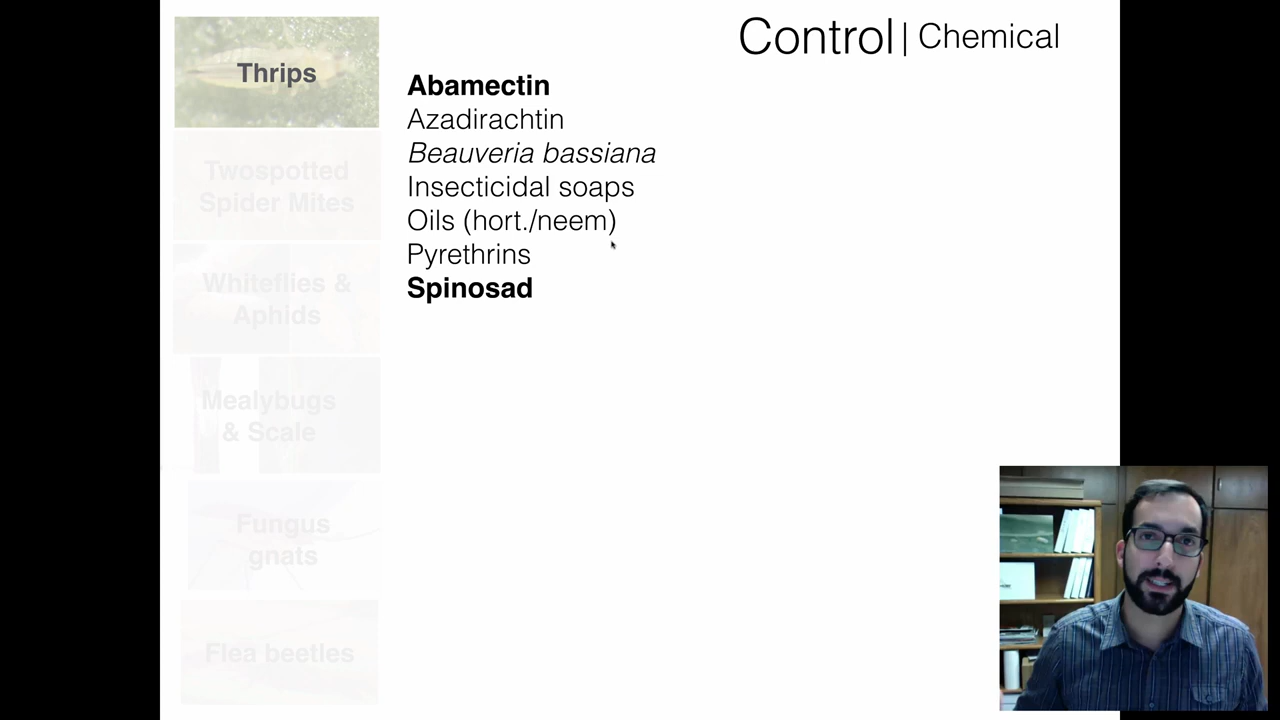 Control | Chemical
Thrips
Twospotted
Spider Mites
Whiteflies &
Aphids
Mealybugs
& Scale
Fungus
gnats
Flea beetles
Abamectin
Azadirachtin
Beauveria bassiana
Insecticidal soaps
Oils (hort./neem)
Pyrethrins
Spinosad